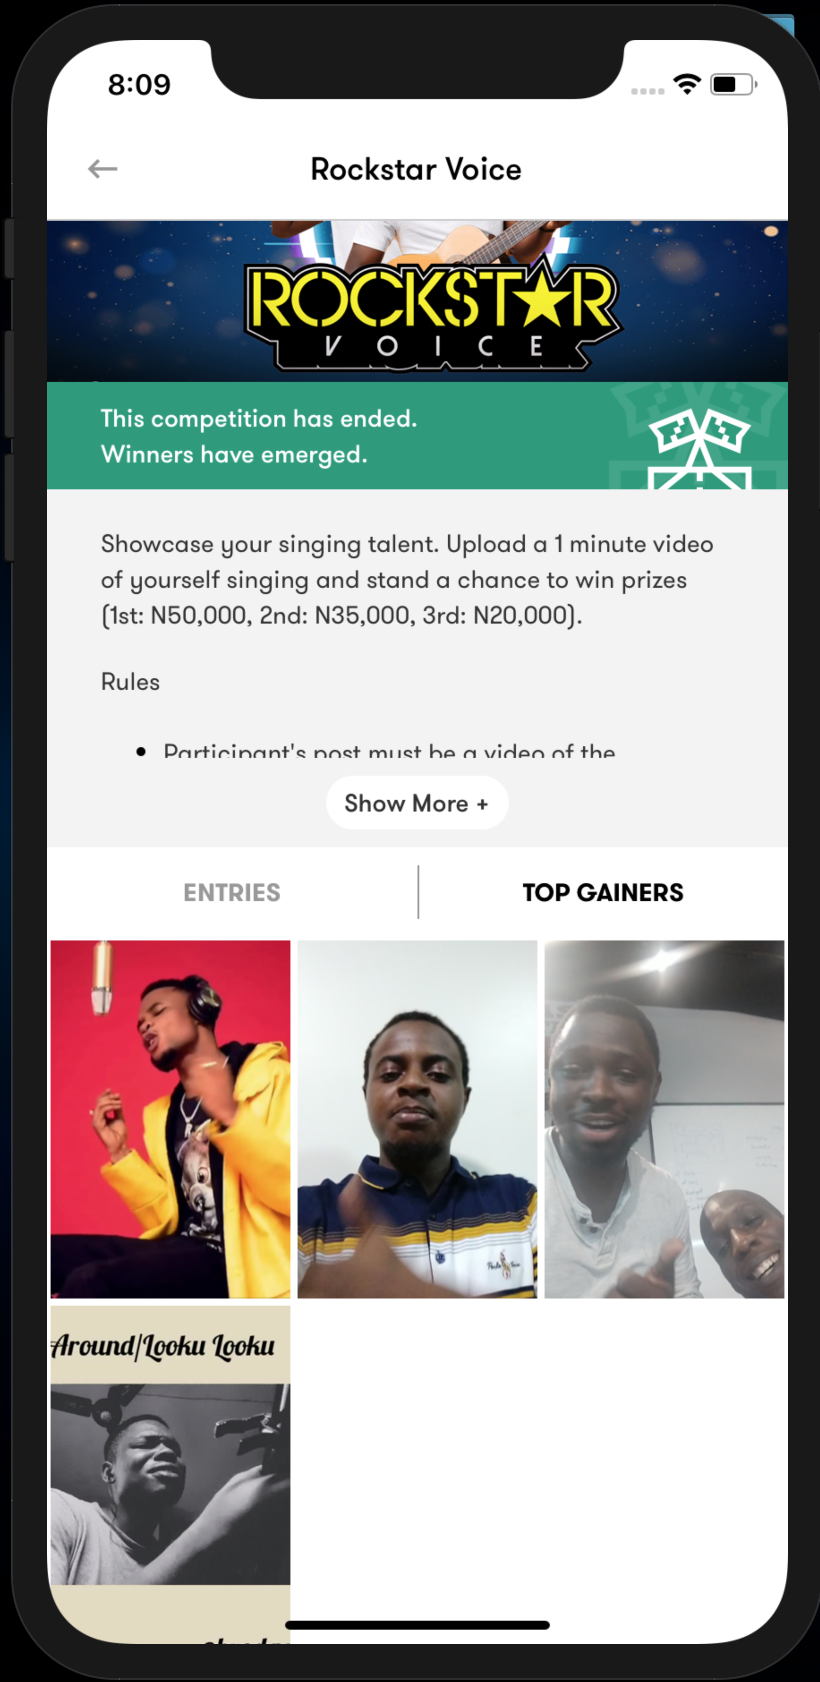 8:09
Rockstar Voice
ROCKSTAR
VOICE
This competition has ended.
Winners have emerged.
Showcase your singing talent. Upload a 1 minute video
of yourself singing and stand a chance to win prizes
(1st: N50,000, 2nd: N35,000, 3rd: N20,000).
Rules
• Participant's post must be a video of the
Show More +
ENTRIES
TOP GAINERS
Around/Looku Looku